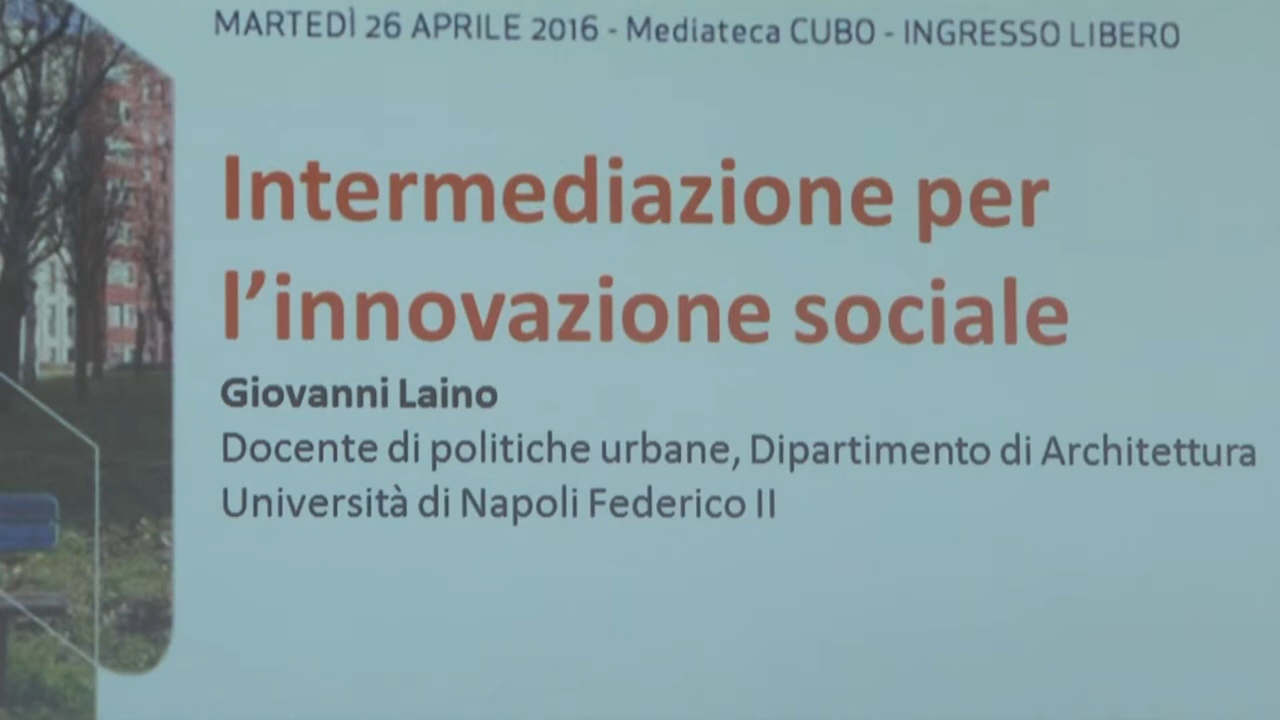 MARTEDÌ 26 APRILE 2016 - Mediateca CUBO - INGRESSO LIBERO
Intermediazione per
l’innovazione sociale
Giovanni Laino
Docente di politiche urbane, Dipartimento di Architettura
Università di Napoli Federico II